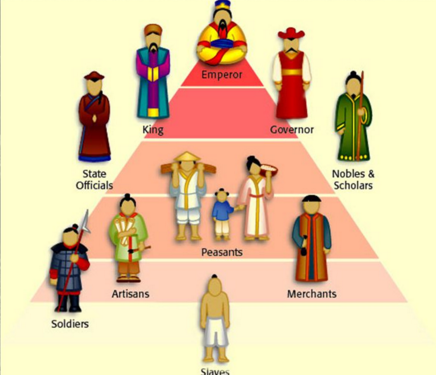 Emperor
King
Governor
State
Officials
Nobles &
Scholars
Peasants
Artisans
Merchants
Soldiers
Slaves